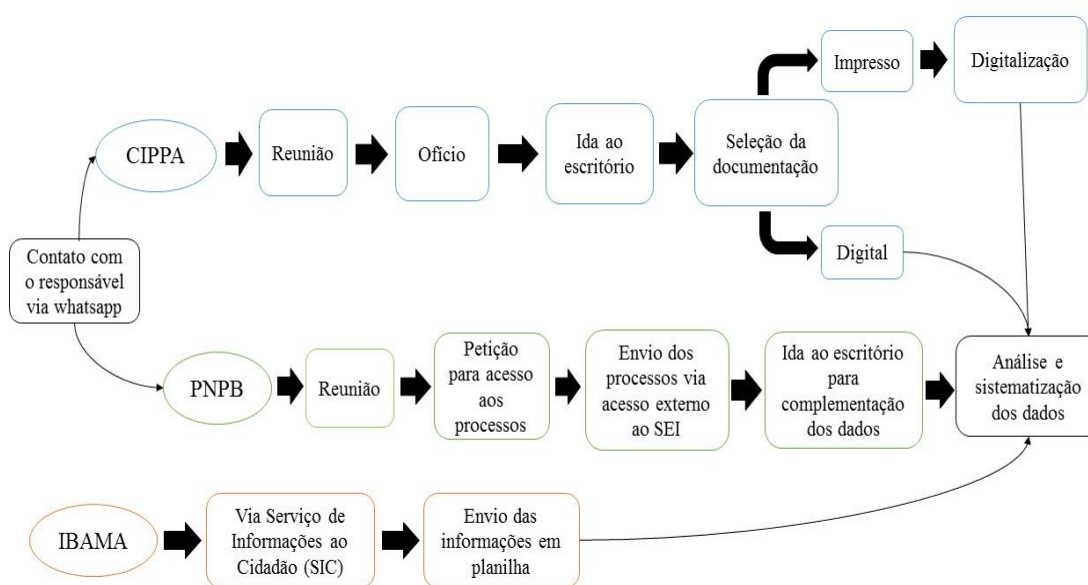 CIPPA
Reunião
Ofício
Ida ao
escritório
Seleção da
documentação
Impresso
Digitalização
Digital
Contato com
o responsável
via whatsapp
PNPB
Reunião
Petição
para acesso
aos
processos
Envio dos
processos via
acesso externo
ao SEI
Ida ao escritório
para
complementação
dos dados
Análise e
sistematização
dos dados
IBAMA
Via Serviço de
Informações ao
Cidadão (SIC)
Envio das
informações em
planilha